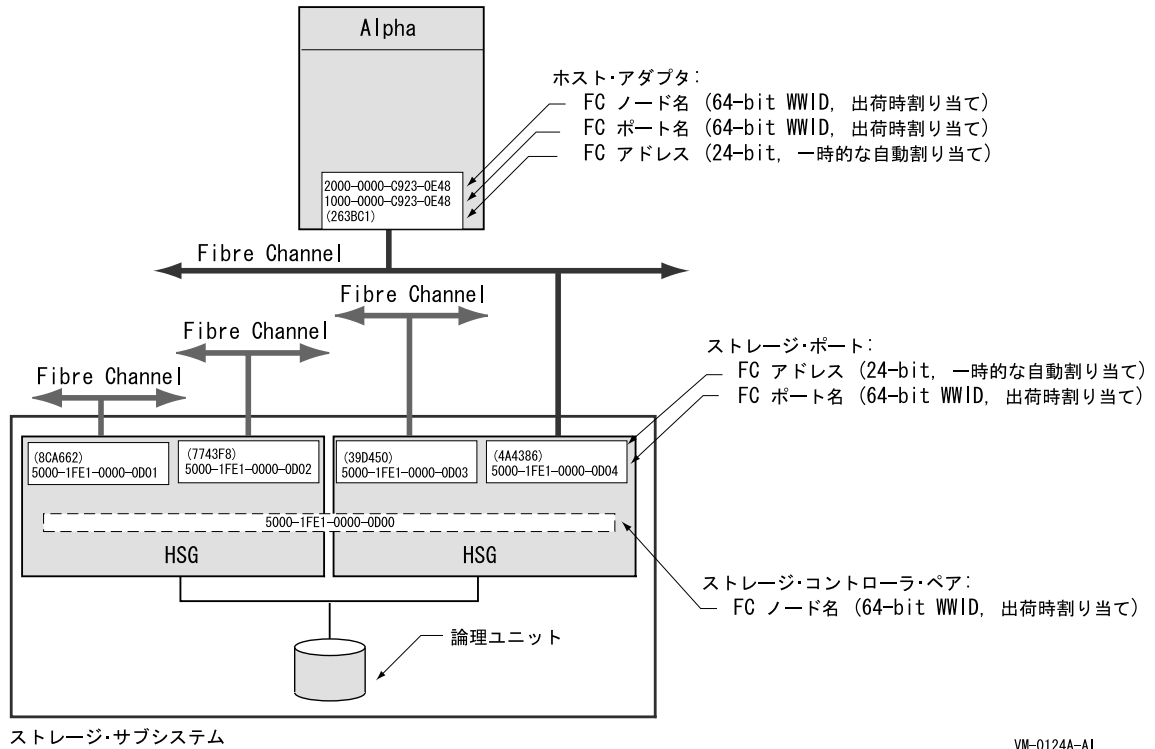 Alpha
ホスト・アダプタ:
FC ノード名 (64-bit WWID, 出荷時割り当て)
FC ポート名 (64-bit WWID, 出荷時割り当て)
FC アドレス (24-bit, 一時的な自動割り当て)
2000-0000-C923-0E48
1000-0000-C923-0E48
(263BC1)
Fibre Channel
Fibre Channel
Fibre Channel
Fibre Channel
ストレージ・ポート:
FC アドレス (24-bit, 一時的な自動割り当て)
FC ポート名 (64-bit WWID, 出荷時割り当て)
(8CA662)
5000-1FE1-0000-0D01
(7743F8)
5000-1FE1-0000-0D02
(39D450)
5000-1FE1-0000-0D03
(4A4386)
5000-1FE1-0000-0D04
5000-1FE1-0000-0D00
HSG
HSG
ストレージ・コントローラ・ペア:
FC ノード名 (64-bit WWID, 出荷時割り当て)
論理ユニット
ストレージ・サブシステム
VM-0124A-AI